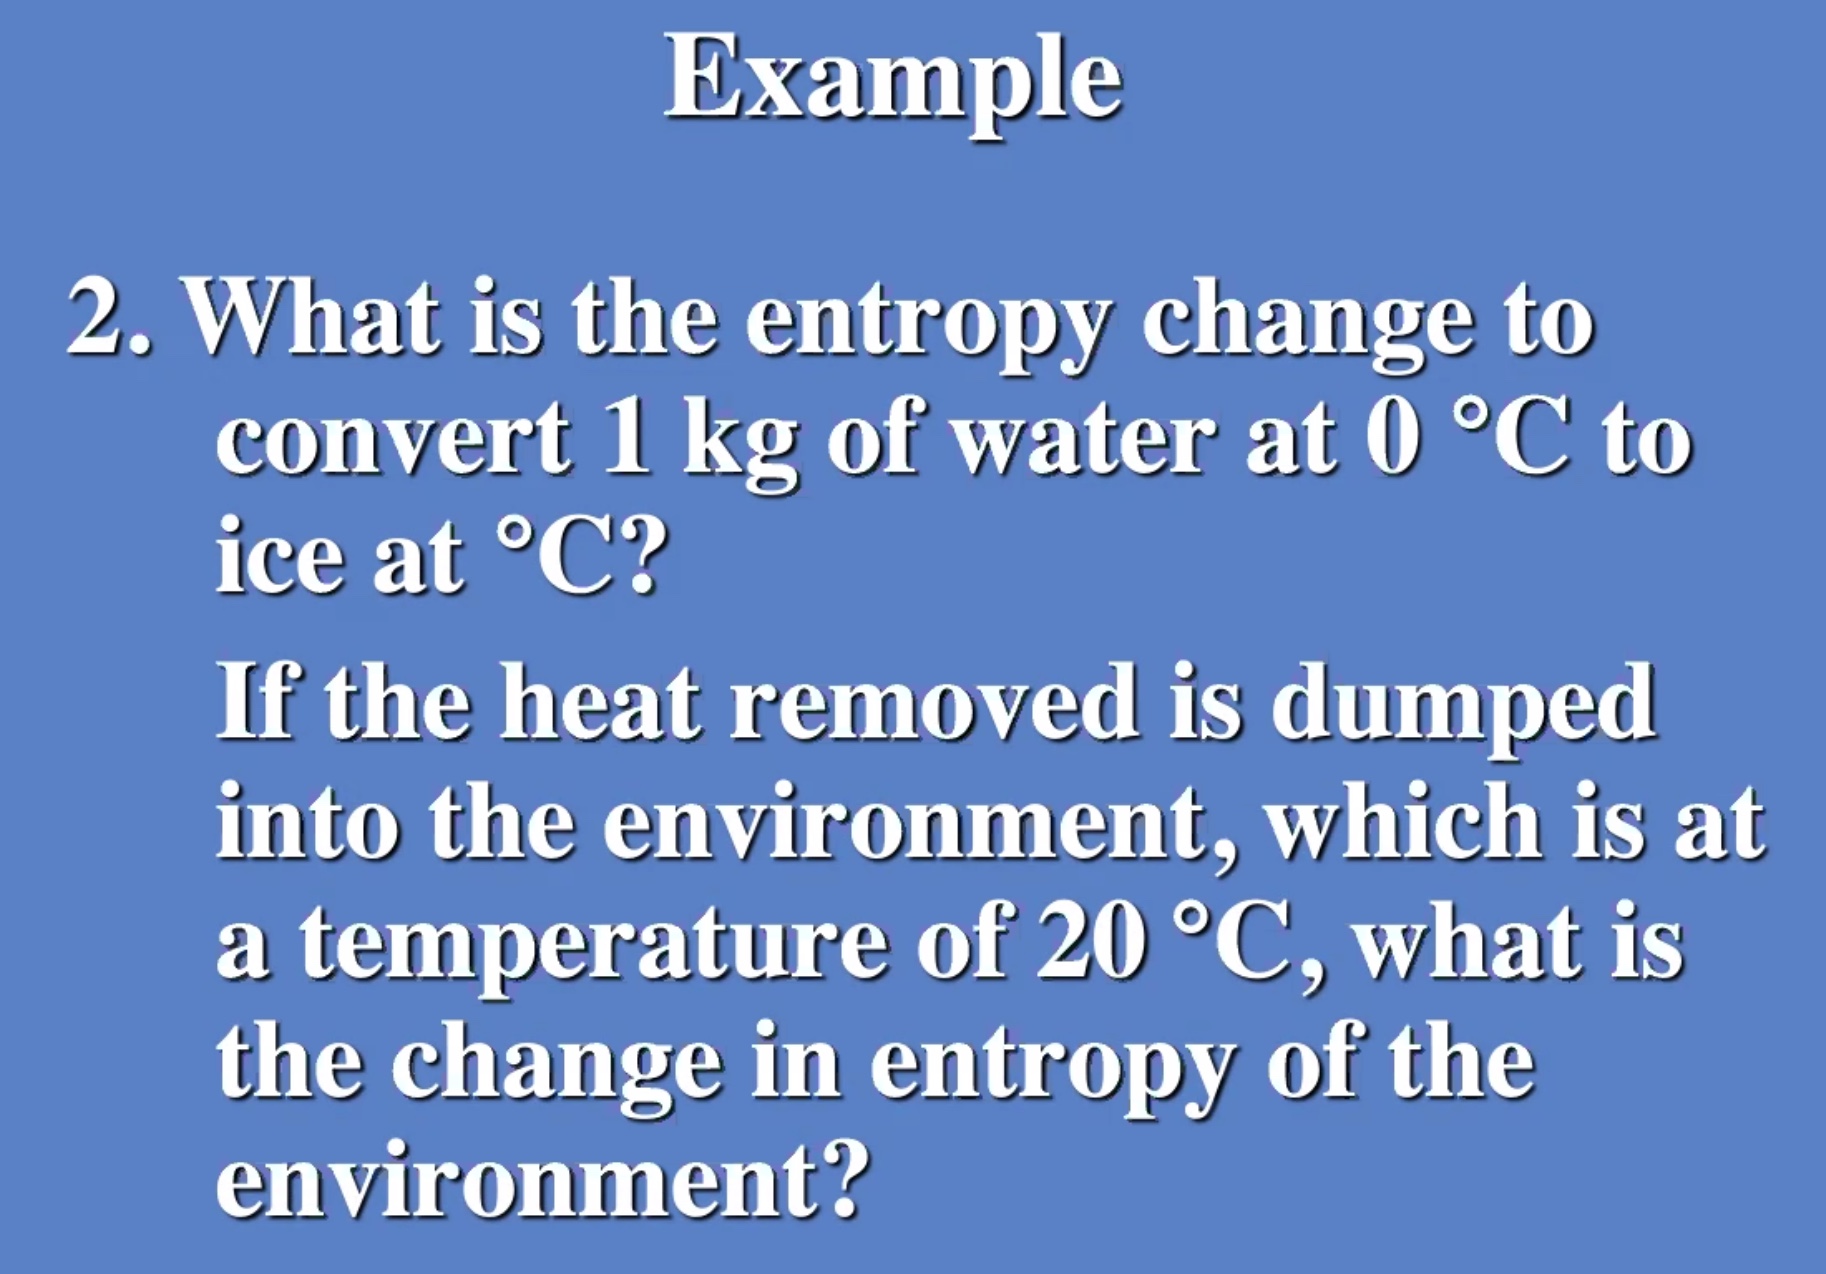 Example
2. What is the entropy change to
convert 1 kg of water at 0 °C to
ice at °C?
If the heat removed is dumped
into the environment, which is at
a temperature of 20 °C, what is
the change in entropy of the
environment?